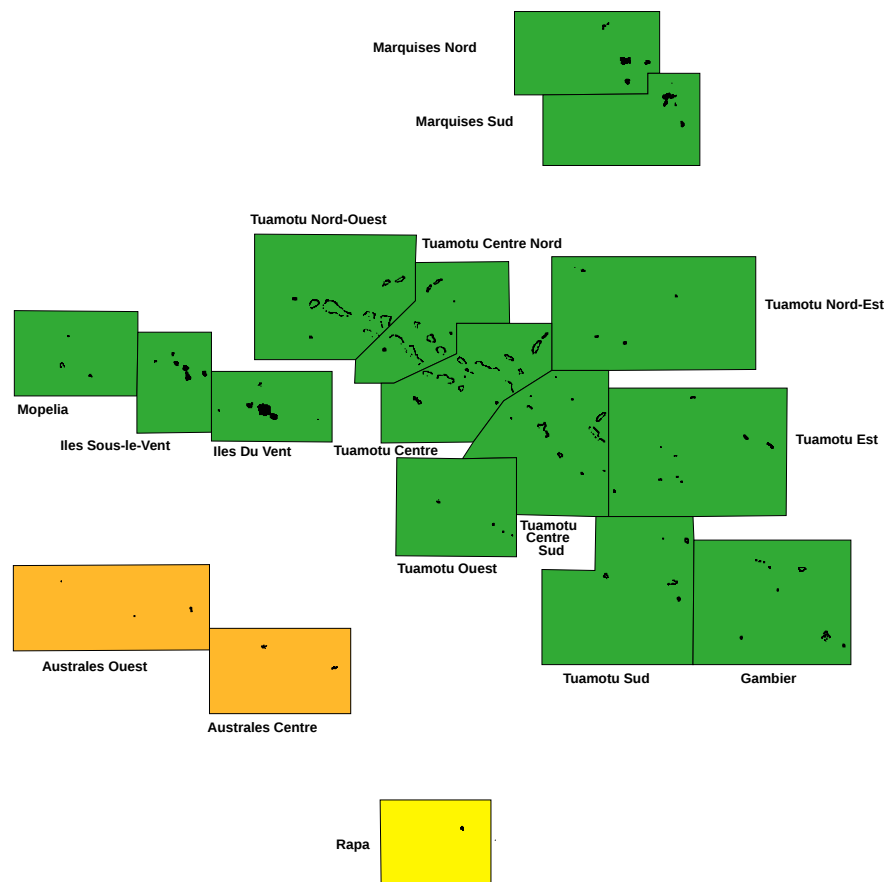 Marquises Nord
Marquises Sud
Tuamotu Nord-Ouest
Tuamotu Centre Nord
Tuamotu Nord-Est
Mopelia
Iles Sous-le-Vent
Iles Du Vent
Tuamotu Centre
Tuamotu Est
Tuamotu
Centre
Sud
Tuamotu Ouest
Australes Ouest
Tuamotu Sud
Gambier
Australes Centre
Rapa